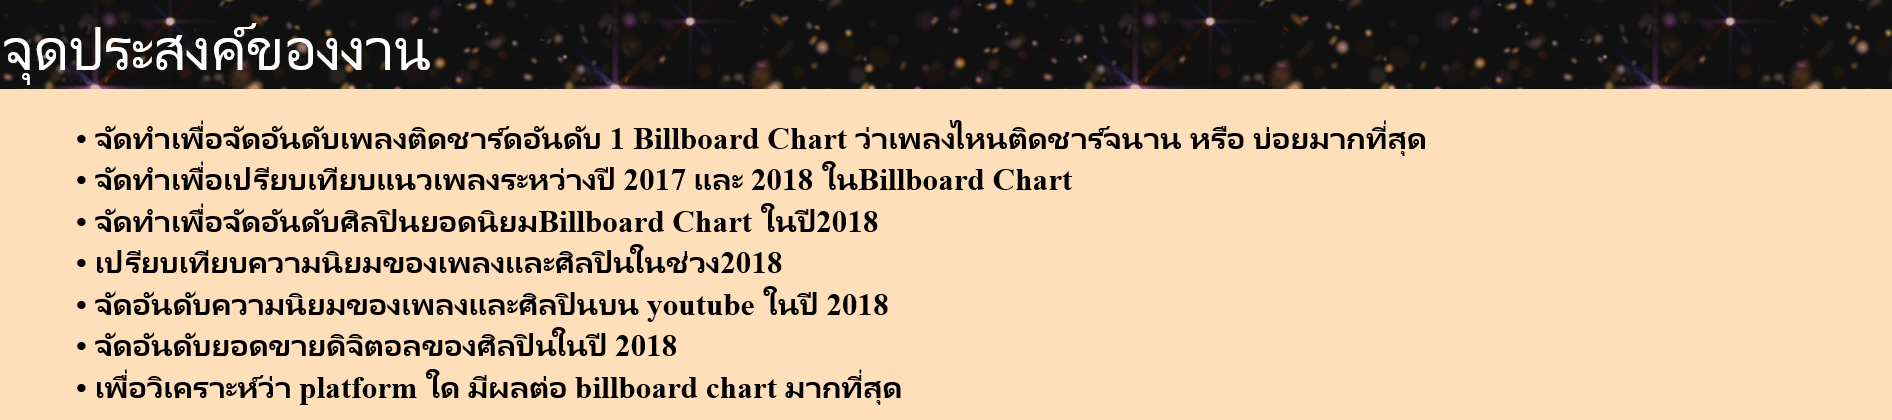 จุดประสงค์ของงาน
• จัดทำเพื่อจัดอันดับเพลงติดชาร์ดอันดับ 1 Billboard Chart ว่าเพลงไหนติดชาร์จนาน หรือ บ่อยมากที่สุด
• จัดทำเพื่อเปรียบเทียบแนวเพลงระหว่างปี 2017 และ 2018 ในBillboard Chart
• จัดทำเพื่อจัดอันดับศิลปินยอดนิยมBillboard Chart ในปี2018
• เปรียบเทียบความนิยมของเพลงและศิลปินในช่วง2018
• จัดอันดับความนิยมของเพลงและศิลปินบน youtube ในปี 2018
• จัดอันดับยอดขายดิจิตอลของศิลปินในปี 2018
• เพื่อวิเคราะห์ว่า platform ใด มีผลต่อ billboard chart มากที่สุด